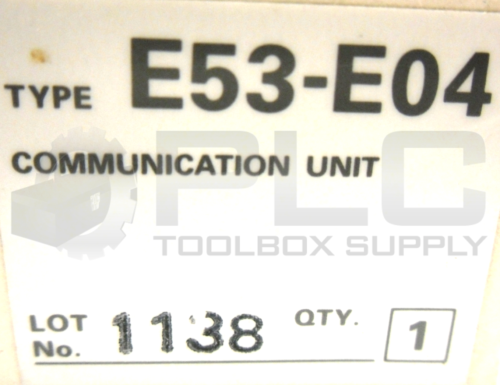 TYPE E53-E04
COMMUNICATION UNIT
PLC
TOOLBOX SUPPLY
LOT No. 1138 QTY. 1